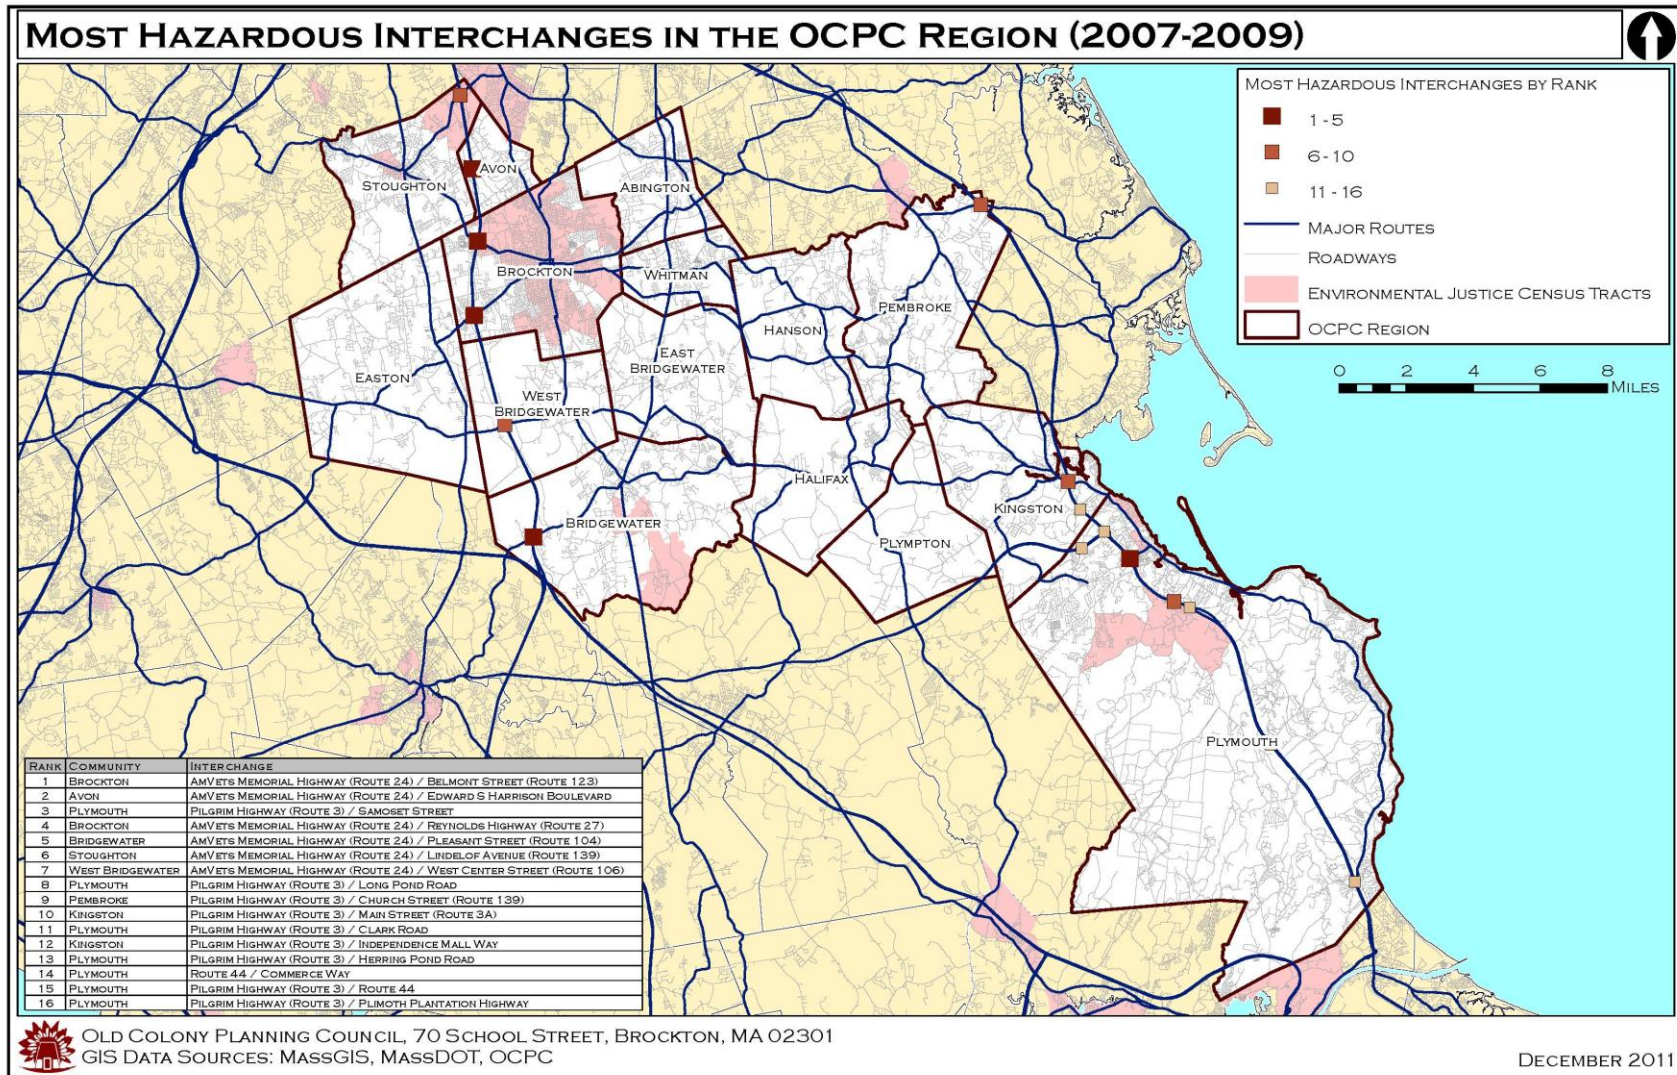 Most Hazardous Interchanges in the OCPC Region (2007-2009)
Most Hazardous Interchanges by Rank
1 - 5
6 - 10
11 - 16
Major Routes
Roadways
Environmental Justice Census Tracts
OCPC Region
0 2 4 6 8
Miles
Avon
Stoughton
Abington
Brockton
Whitman
Pembroke
Hanson
East
Bridgewater
Easton
West
Bridgewater
Halifax
Kingston
Bridgewater
Plympton
Plymouth
Rank Community Interchange
1 Brockton AmVets Memorial Highway (Route 24) / Belmont Street (Route 123)
2 Avon AmVets Memorial Highway (Route 24) / Edward S Harrison Boulevard
3 Plymouth Pilgrim Highway (Route 3) / Samoset Street
4 Brockton AmVets Memorial Highway (Route 24) / Reynolds Highway (Route 27)
5 Bridgewater AmVets Memorial Highway (Route 24) / Pleasant Street (Route 104)
6 Stoughton AmVets Memorial Highway (Route 24) / Lindelof Avenue (Route 139)
7 West Bridgewater AmVets Memorial Highway (Route 24) / West Center Street (Route 106)
8 Plymouth Pilgrim Highway (Route 3) / Long Pond Road
9 Pembroke Pilgrim Highway (Route 3) / Church Street (Route 139)
10 Kingston Pilgrim Highway (Route 3) / Main Street (Route 3A)
11 Plymouth Pilgrim Highway (Route 3) / Clark Road
12 Kingston Pilgrim Highway (Route 3) / Independence Mall Way
13 Plymouth Pilgrim Highway (Route 3) / Herring Pond Road
14 Plymouth Route 44 / Commerce Way
15 Plymouth Pilgrim Highway (Route 3) / Route 44
16 Plymouth Pilgrim Highway (Route 3) / Plimoth Plantation Highway
Old Colony Planning Council, 70 School Street, Brockton, MA 02301
GIS Data Sources: MassGIS, MassDOT, OCPC
December 2011